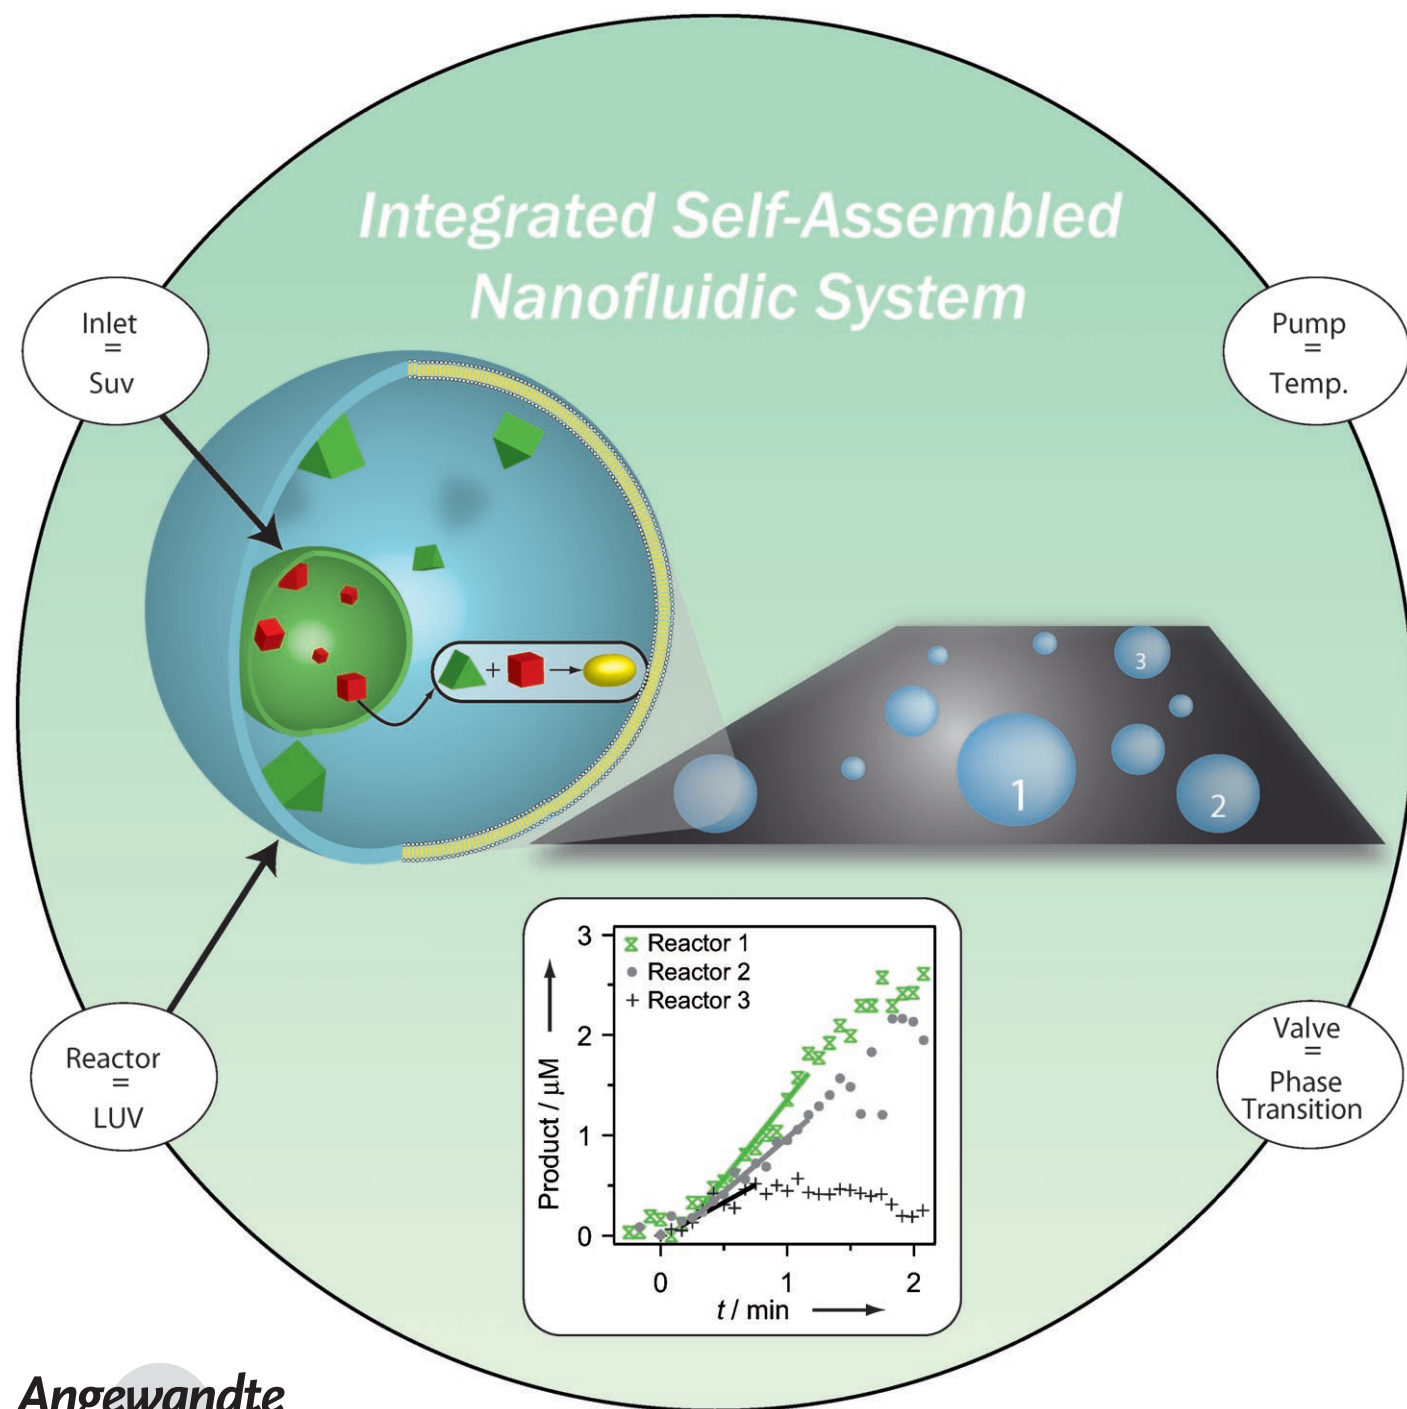 Integrated Self-Assembled
Nanofluidic System
Inlet
=
Suv
Pump
=
Temp.
+
3
1
2
Reactor
=
LUV
Valve
=
Phase
Transition
3
2
1
0
Product / μM
Reactor 1
Reactor 2
Reactor 3
0 1 2
t / min
Angewandte